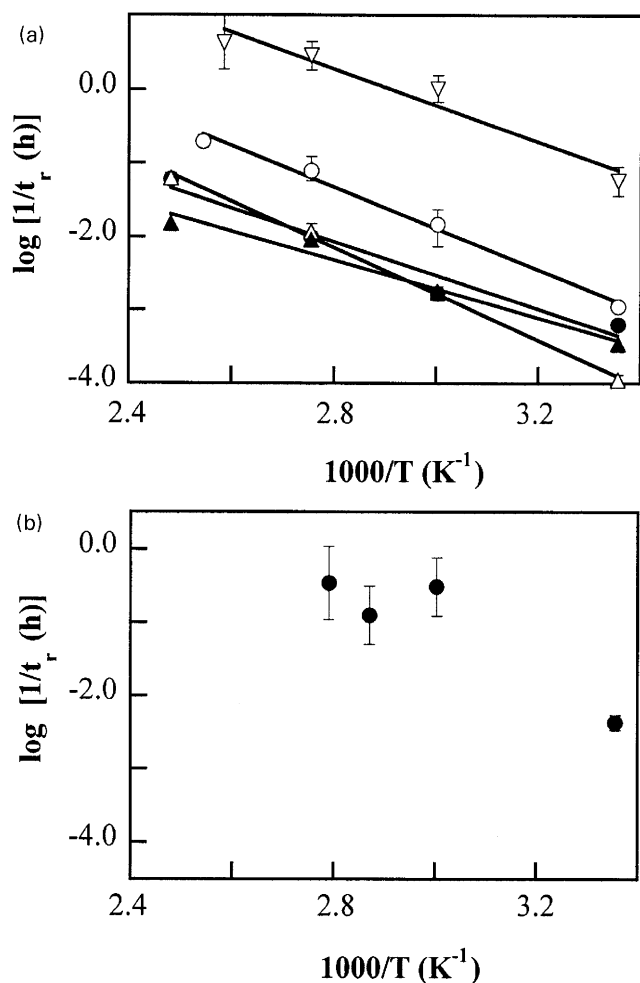 (a)
log [1/t_r (h)]
0.0
-2.0
-4.0
2.4 2.8 3.2
1000/T (K⁻¹)
(b)
log [1/t_r (h)]
0.0
-2.0
-4.0
2.4 2.8 3.2
1000/T (K⁻¹)